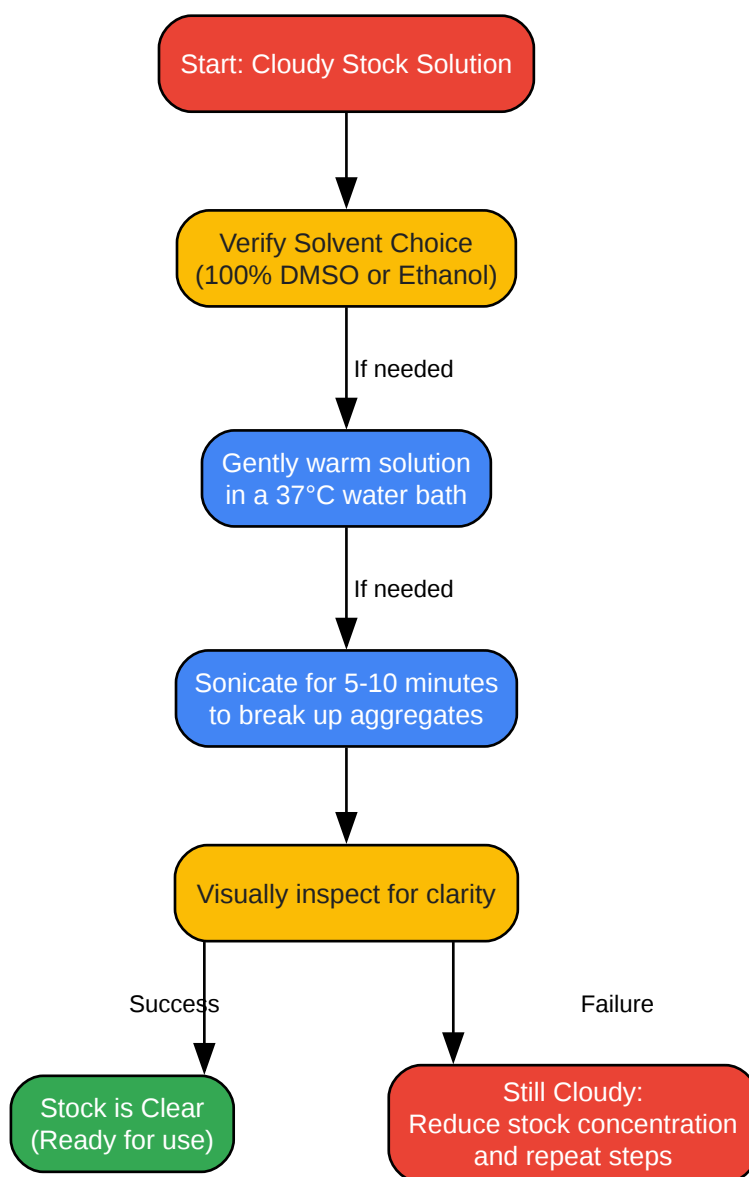 Start: Cloudy Stock Solution
Verify Solvent Choice
(100% DMSO or Ethanol)
If needed
Gently warm solution
in a 37°C water bath
If needed
Sonicate for 5-10 minutes
to break up aggregates
Visually inspect for clarity
Success
Failure
Stock is Clear
(Ready for use)
Still Cloudy:
Reduce stock concentration
and repeat steps